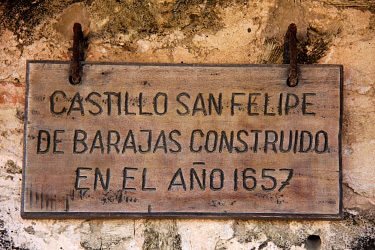 CASTILLO SAN FELIPE
DE BARAJAS CONSTRUIDO
EN EL AÑO 1657